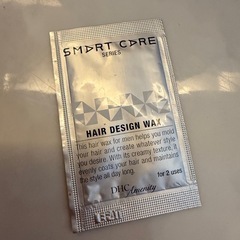 SMART CARE
SERIES
HAIR DESIGN WAX
This hair wax for men helps you mold
your hair and create whatever style
you desire. With its creamy texture, it
evenly coats your hair and maintains
the style all day long.
for 2 uses
DHC